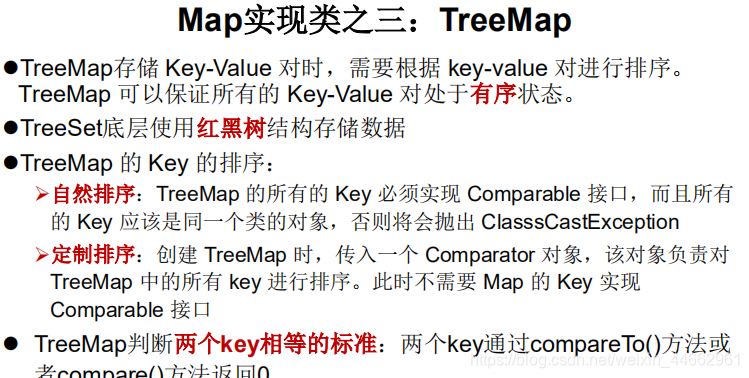 Map实现类之三：TreeMap
●TreeMap存储 Key-Value 对时，需要根据 key-value 对进行排序。
TreeMap 可以保证所有的 Key-Value 对处于有序状态。
●TreeSet底层使用红黑树结构存储数据
●TreeMap 的 Key 的排序：
➢自然排序：TreeMap 的所有的 Key 必须实现 Comparable 接口，而且所有
的 Key 应该是同一个类的对象，否则将会抛出 ClasssCastException
➢定制排序：创建 TreeMap 时，传入一个 Comparator 对象，该对象负责对
TreeMap 中的所有 key 进行排序。此时不需要 Map 的 Key 实现
Comparable 接口
● TreeMap判断两个key相等的标准：两个key通过compareTo()方法或
者compare()方法返回0
https://blog.csdn.net/weixin_44662961